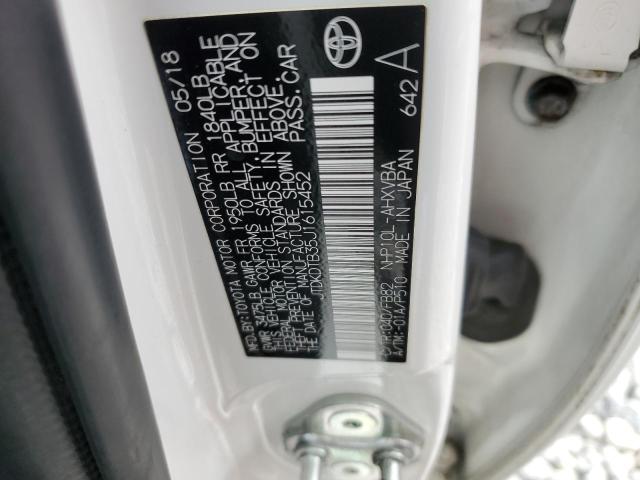 MFD.BY:TOYOTA MOTOR CORPORATION 05/18
GVWR 3475LB GAWR FR 1950LB RR 1840LB
THIS VEHICLE CONFORMS TO ALL APPLICABLE
FEDERAL MOTOR VEHICLE SAFETY, BUMPER, AND
THEFT PREVENTION STANDARDS IN EFFECT ON
THE DATE OF MANUFACTURE SHOWN ABOVE.
JTDKDTB35J1615452 PASS. CAR
C/TR:040/FB32 NHP10L-AHXVBA
A/TM:-01A/P510 MADE IN JAPAN 642 A